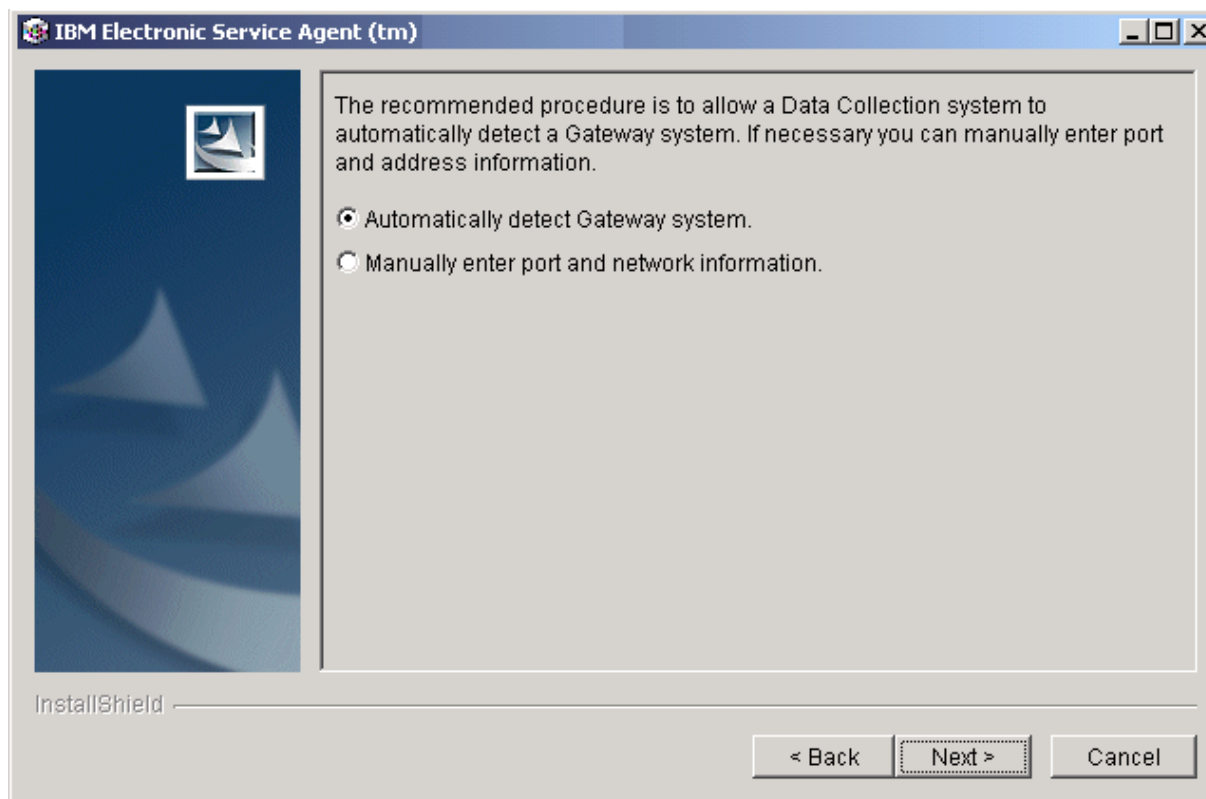 IBM Electronic Service Agent (tm)
The recommended procedure is to allow a Data Collection system to
automatically detect a Gateway system. If necessary you can manually enter port
and address information.
Automatically detect Gateway system.
Manually enter port and network information.
InstallShield
< Back
Next >
Cancel